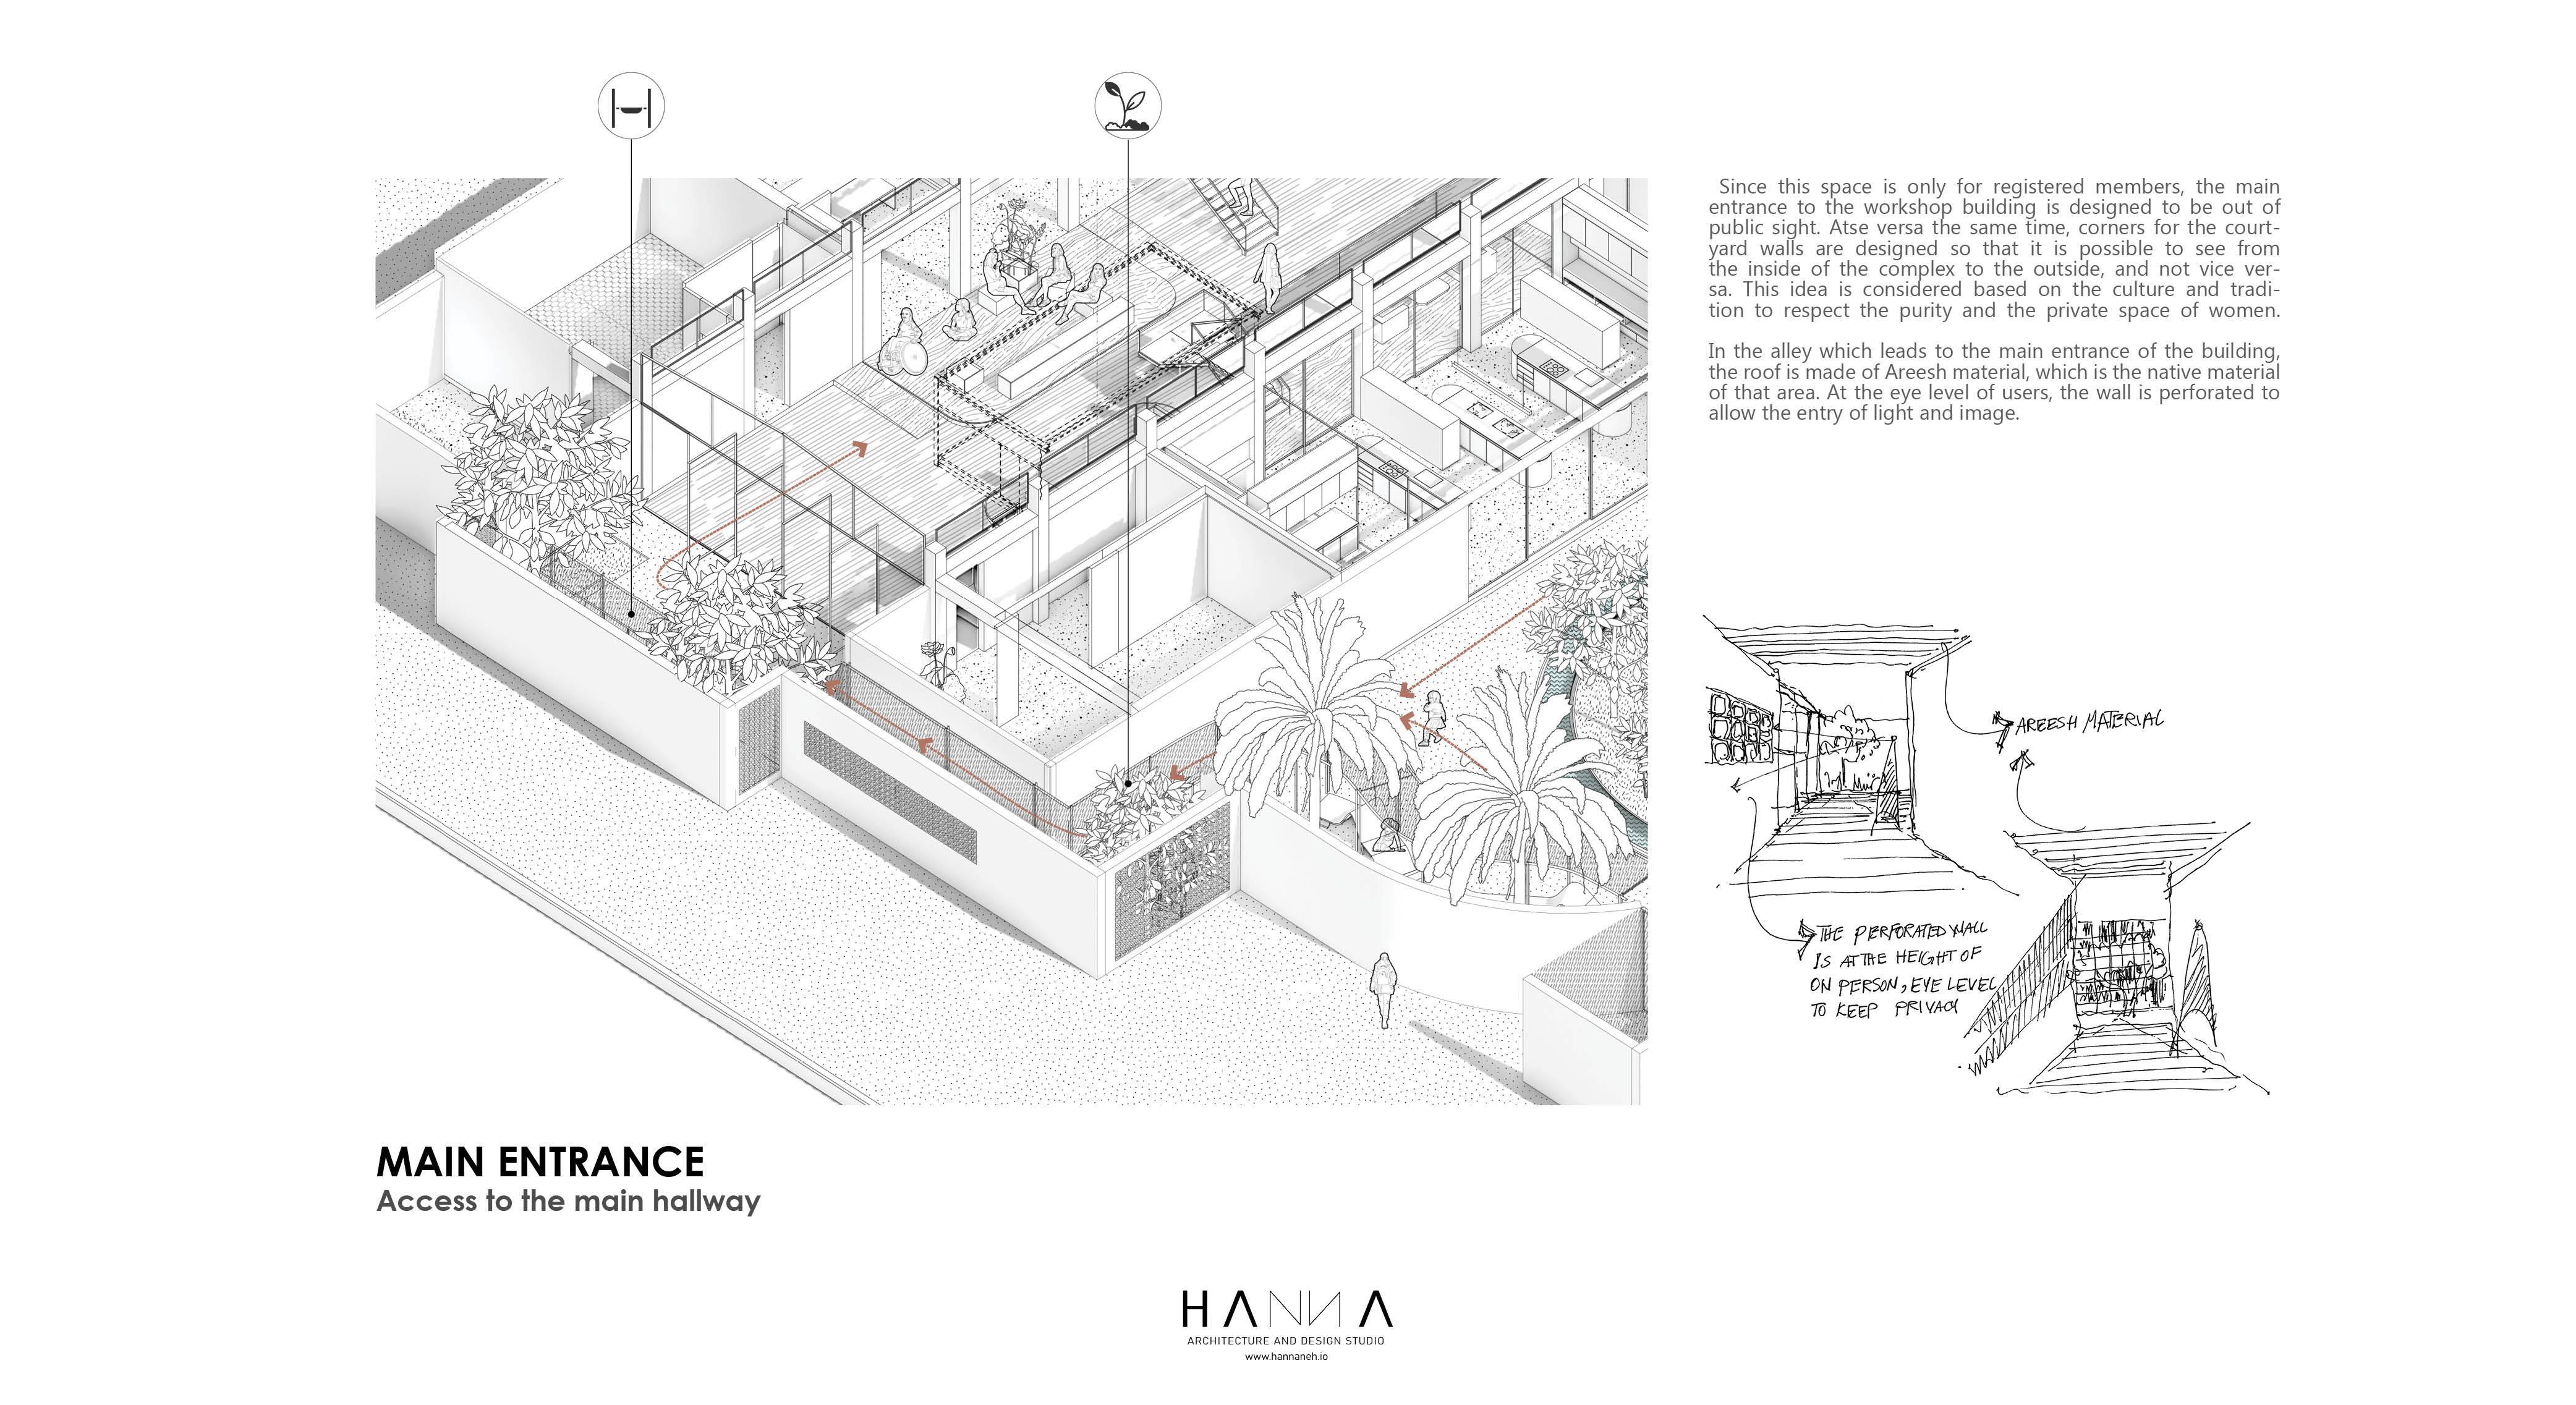 Since this space is only for registered members, the main
entrance to the workshop building is designed to be out of
public sight. Atse versa the same time, corners for the court-
yard walls are designed so that it is possible to see from
the inside of the complex to the outside, and not vice ver-
sa. This idea is considered based on the culture and tradi-
tion to respect the purity and the private space of women.
In the alley which leads to the main entrance of the building,
the roof is made of Areesh material, which is the native material
of that area. At the eye level of users, the wall is perforated to
allow the entry of light and image.
AREESH MATERIAL
THE PERFORATED WALL
IS AT THE HEIGHT OF
ON PERSON, EYE LEVEL
TO KEEP PRIVACY
MAIN ENTRANCE
Access to the main hallway
HANNA
ARCHITECTURE AND DESIGN STUDIO
www.hannaneh.io